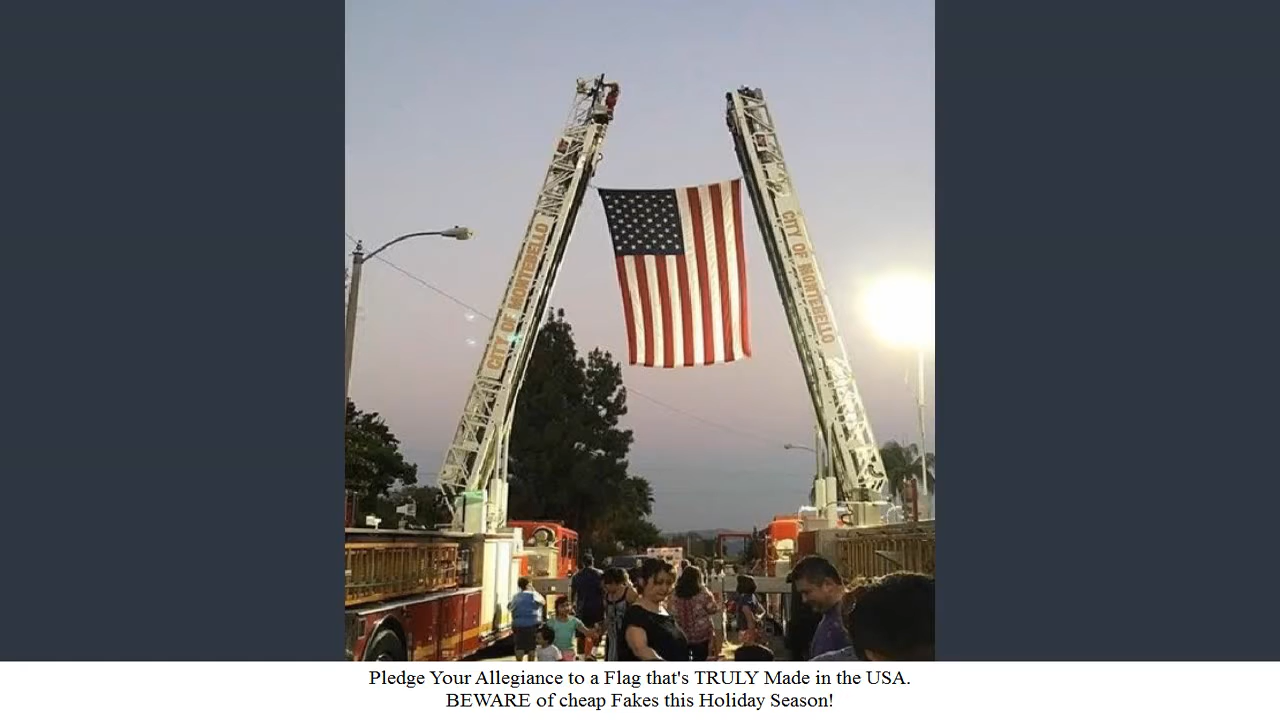 CITY OF MONTEBELLO
CITY OF MONTEBELLO
Pledge Your Allegiance to a Flag that's TRULY Made in the USA.
BEWARE of cheap Fakes this Holiday Season!